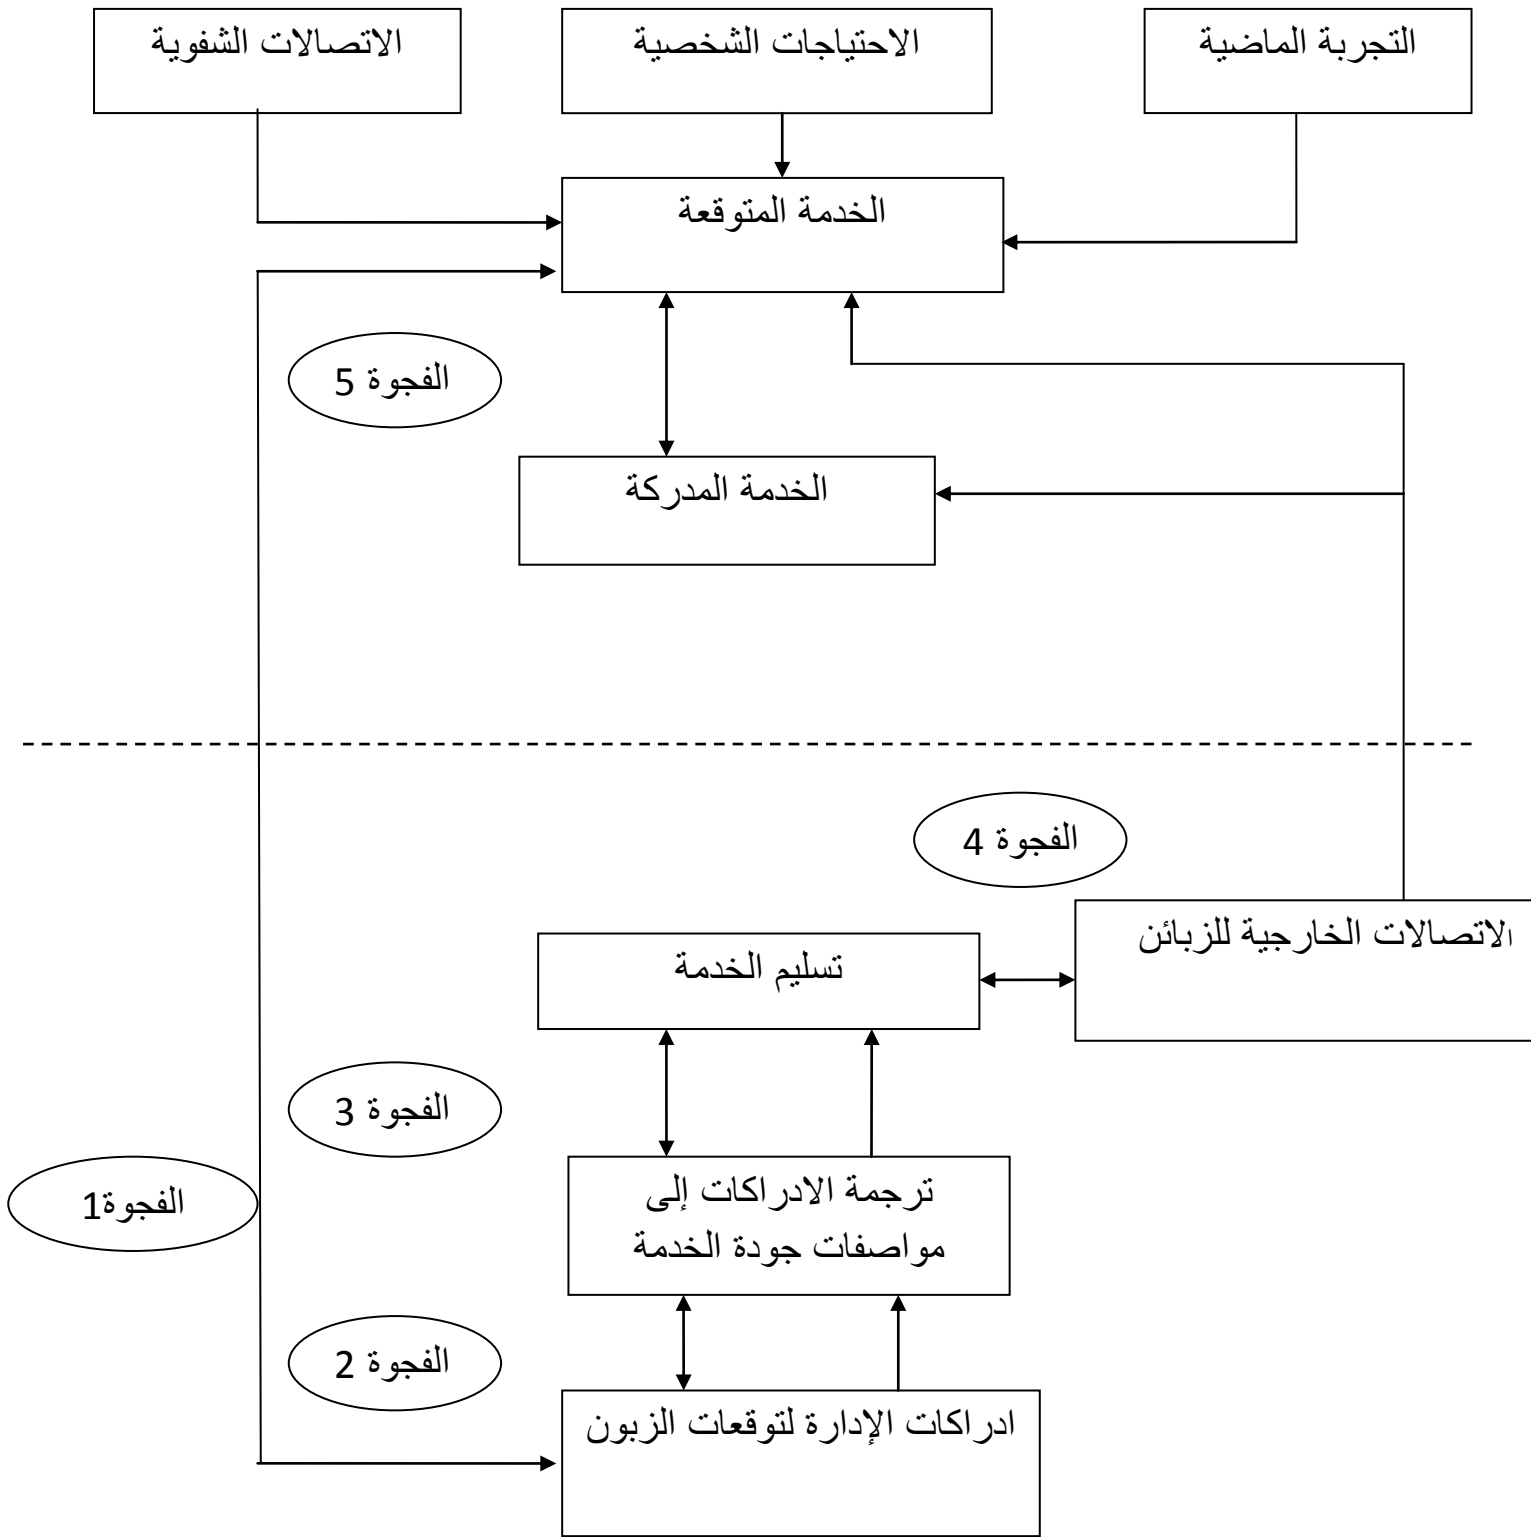 التجربة الماضية
الاحتياجات الشخصية
الاتصالات الشفوية
الخدمة المتوقعة
الفجوة 5
الخدمة المدركة
الفجوة 4
الاتصالات الخارجية للزبائن
تسليم الخدمة
الفجوة 3
ترجمة الادراكات إلى
مواصفات جودة الخدمة
الفجوة1
الفجوة 2
ادراكات الإدارة لتوقعات الزبون